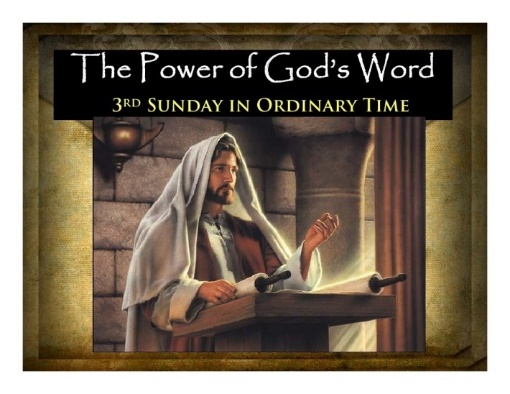 The Power of God's Word
3RD SUNDAY IN ORDINARY TIME